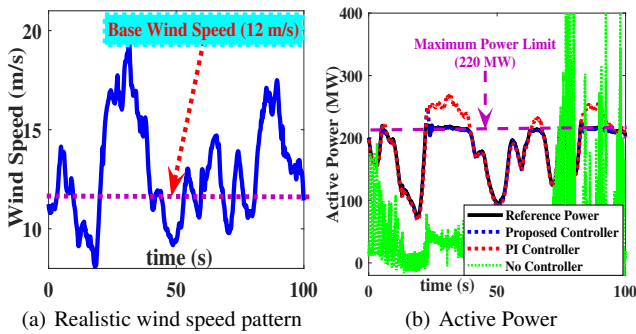 (a)
Base Wind Speed (12 m/s)
Wind Speed (m/s)
20
15
10
0
50
100
time (s)
(a) Realistic wind speed pattern
(b)
Maximum Power Limit
(220 MW)
Active Power (MW)
400
300
200
100
0
0
50
100
time (s)
Reference Power
Proposed Controller
PI Controller
No Controller
(b) Active Power